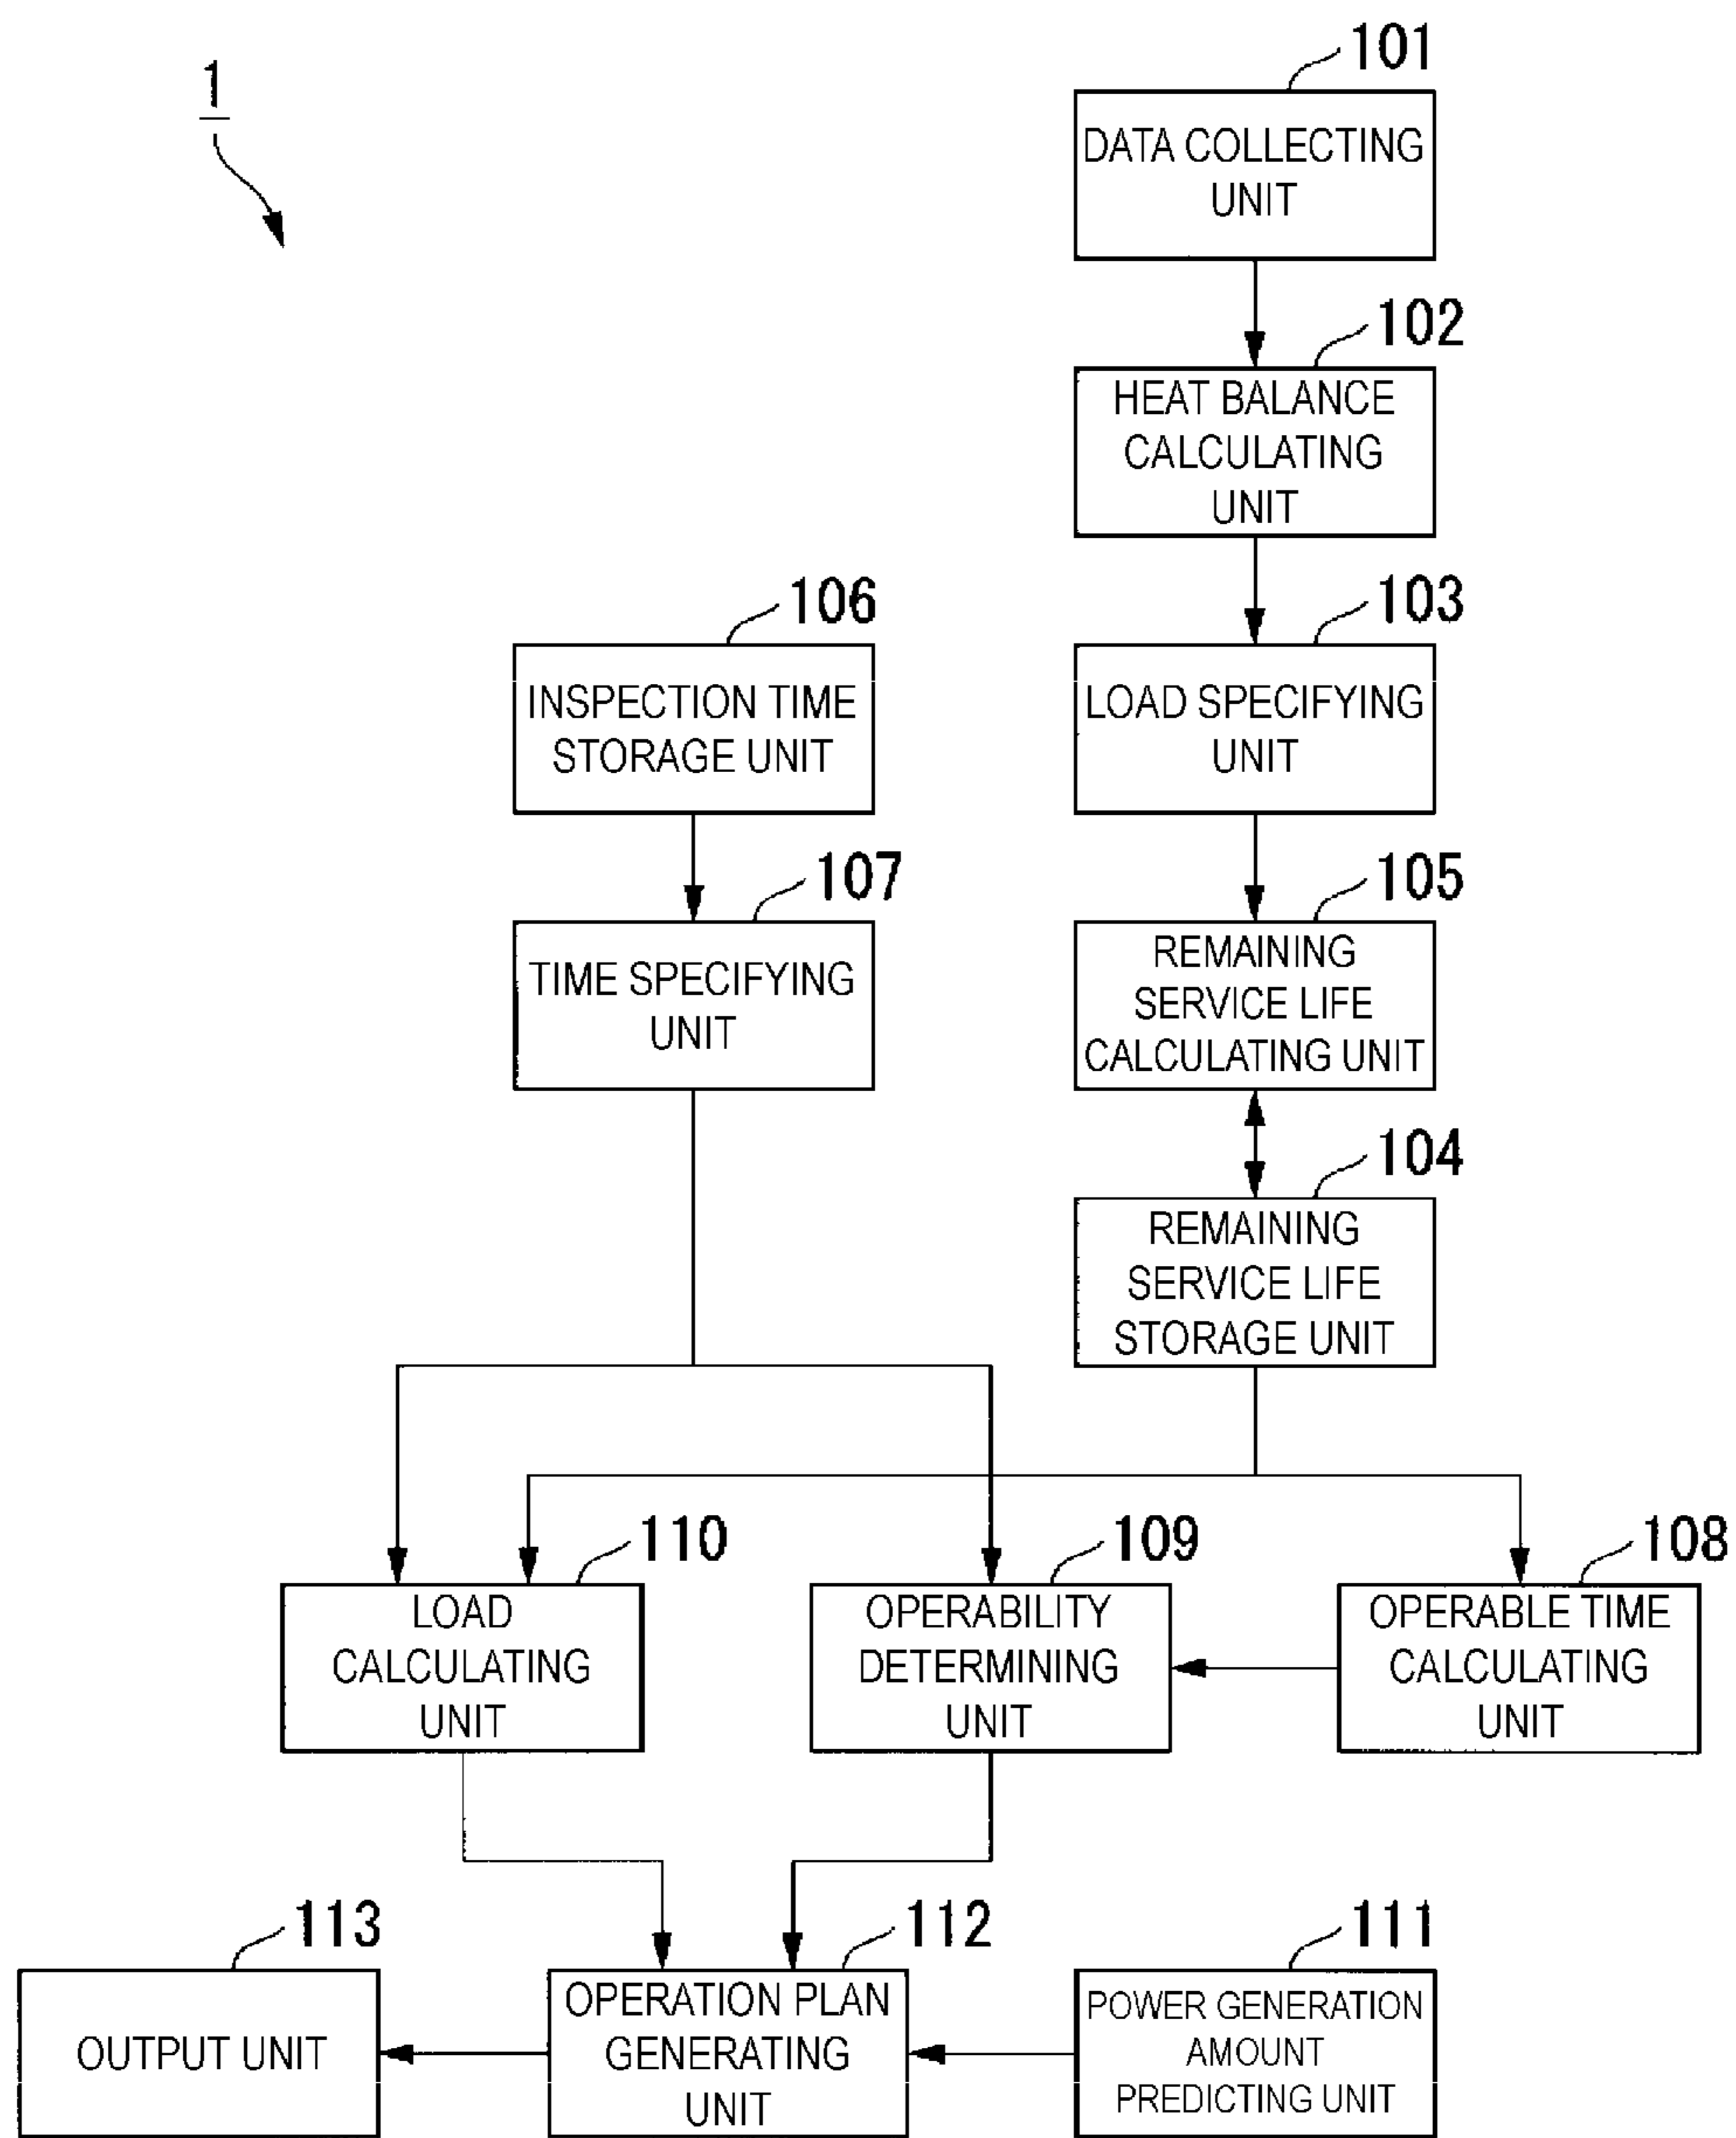 1
101
DATA COLLECTING
UNIT
102
HEAT BALANCE
CALCULATING
UNIT
106
INSPECTION TIME
STORAGE UNIT
103
LOAD SPECIFYING
UNIT
107
TIME SPECIFYING
UNIT
105
REMAINING
SERVICE LIFE
CALCULATING UNIT
104
REMAINING
SERVICE LIFE
STORAGE UNIT
110
LOAD
CALCULATING
UNIT
109
OPERABILITY
DETERMINING
UNIT
108
OPERABLE TIME
CALCULATING
UNIT
113
OUTPUT UNIT
112
OPERATION PLAN
GENERATING
UNIT
111
POWER GENERATION
AMOUNT
PREDICTING UNIT